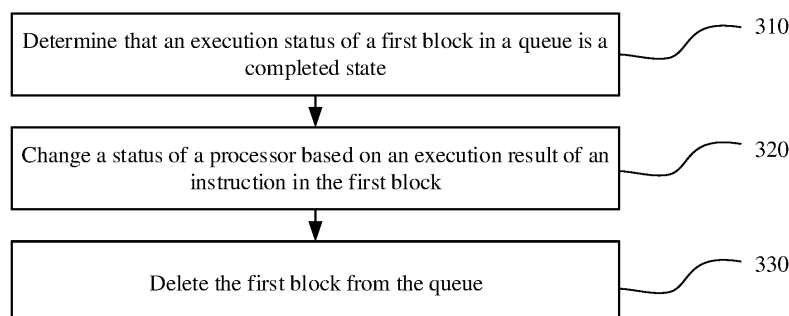 Determine that an execution status of a first block in a queue is a
completed state
310
Change a status of a processor based on an execution result of an
instruction in the first block
320
Delete the first block from the queue
330